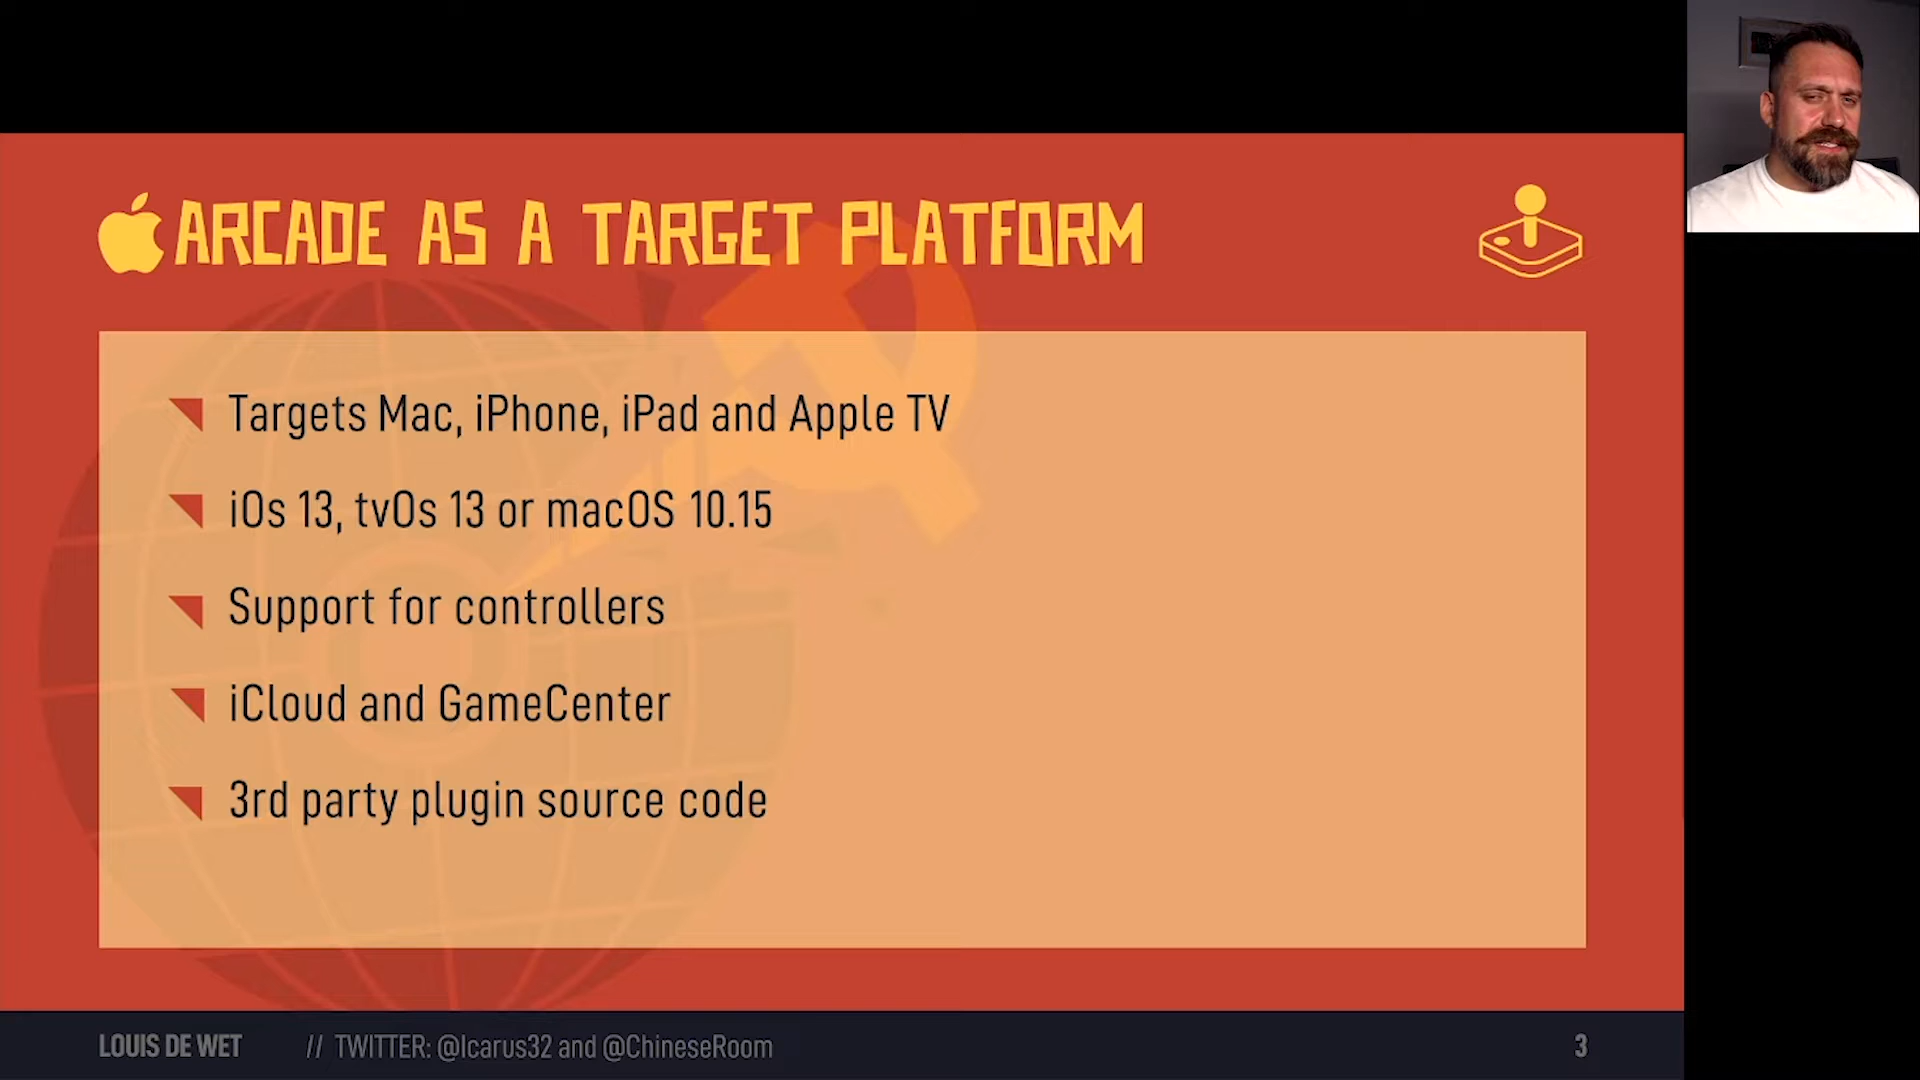 ARCADE AS A TARGET PLATFORM
Targets Mac, iPhone, iPad and Apple TV
iOs 13, tvOs 13 or macOS 10.15
Support for controllers
iCloud and GameCenter
3rd party plugin source code
LOUIS DE WET // TWITTER: @Icarus32 and @ChineseRoom 3